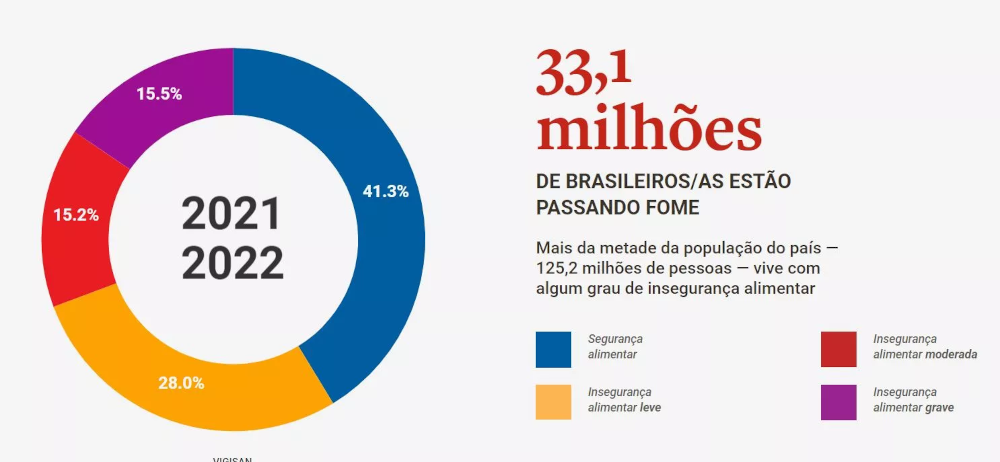 33,1
milhões
DE BRASILEIROS/AS ESTÃO
PASSANDO FOME
Mais da metade da população do país —
125,2 milhões de pessoas — vive com
algum grau de insegurança alimentar
15.5%
41.3%
15.2%
28.0%
2021
2022
Segurança
alimentar
Insegurança
alimentar moderada
Insegurança
alimentar leve
Insegurança
alimentar grave
VIGISAN